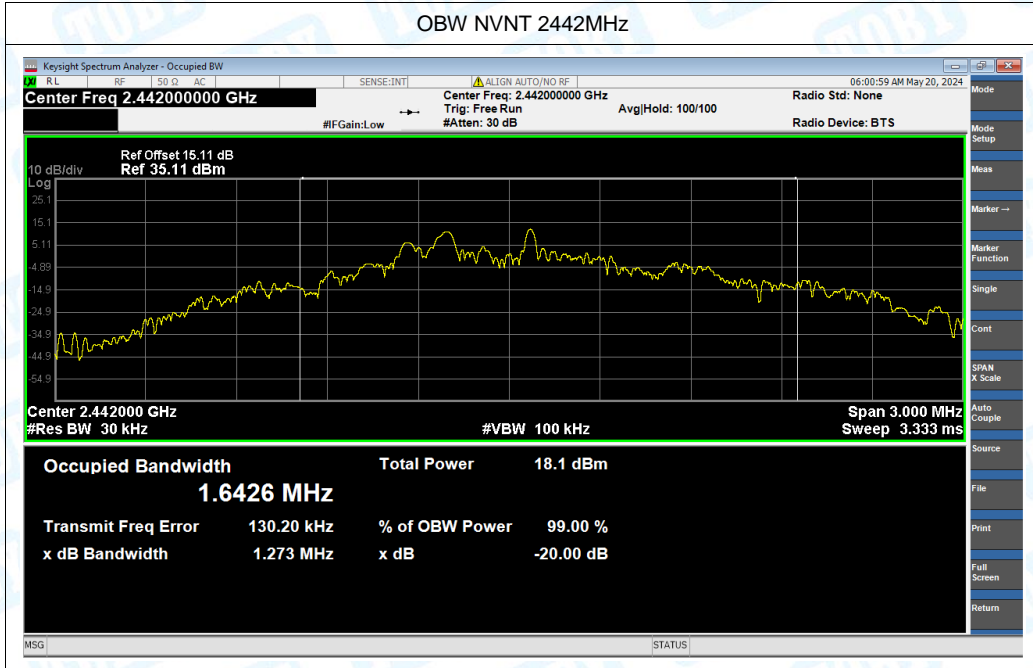 OBW NVNT 2442MHz
Keysight Spectrum Analyzer - Occupied BW
LXI RL RF 50 Ω AC SENSE:INT ALIGN AUTO/NO RF 06:00:59 AM May 20, 2024
Center Freq 2.442000000 GHz
Center Freq: 2.442000000 GHz
Radio Std: None
Trig: Free Run
Avg|Hold: 100/100
#IFGain:Low
#Atten: 30 dB
Radio Device: BTS
Ref Offset 15.11 dB
10 dB/div Ref 35.11 dBm
Log
25.1
15.1
5.11
-4.89
-14.9
-24.9
-34.9
-44.9
-54.9
Center 2.442000 GHz
Span 3.000 MHz
#Res BW 30 kHz
#VBW 100 kHz
Sweep 3.333 ms
Occupied Bandwidth
1.6426 MHz
Total Power 18.1 dBm
Transmit Freq Error 130.20 kHz
% of OBW Power 99.00 %
x dB Bandwidth 1.273 MHz
x dB -20.00 dB
Mode
Mode
Setup
Meas
Marker →
Marker
Function
Single
Cont
SPAN
X Scale
Auto
Couple
Source
File
Print
Full
Screen
Return
MSG
STATUS
TOBY